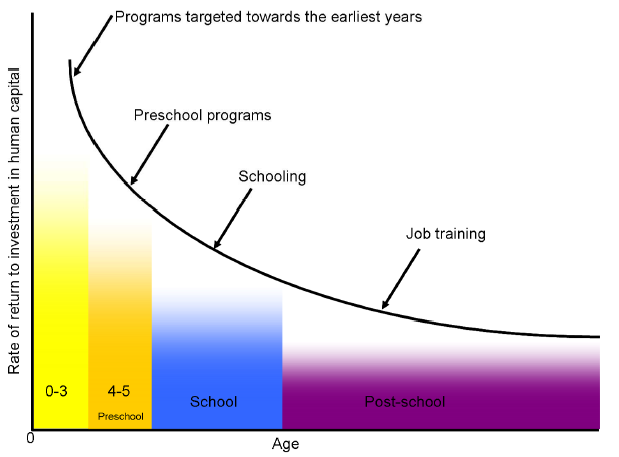 Programs targeted towards the earliest years
Preschool programs
Schooling
Job training
Rate of return to investment in human capital
0-3
4-5
Preschool
School
Post-school
0
Age